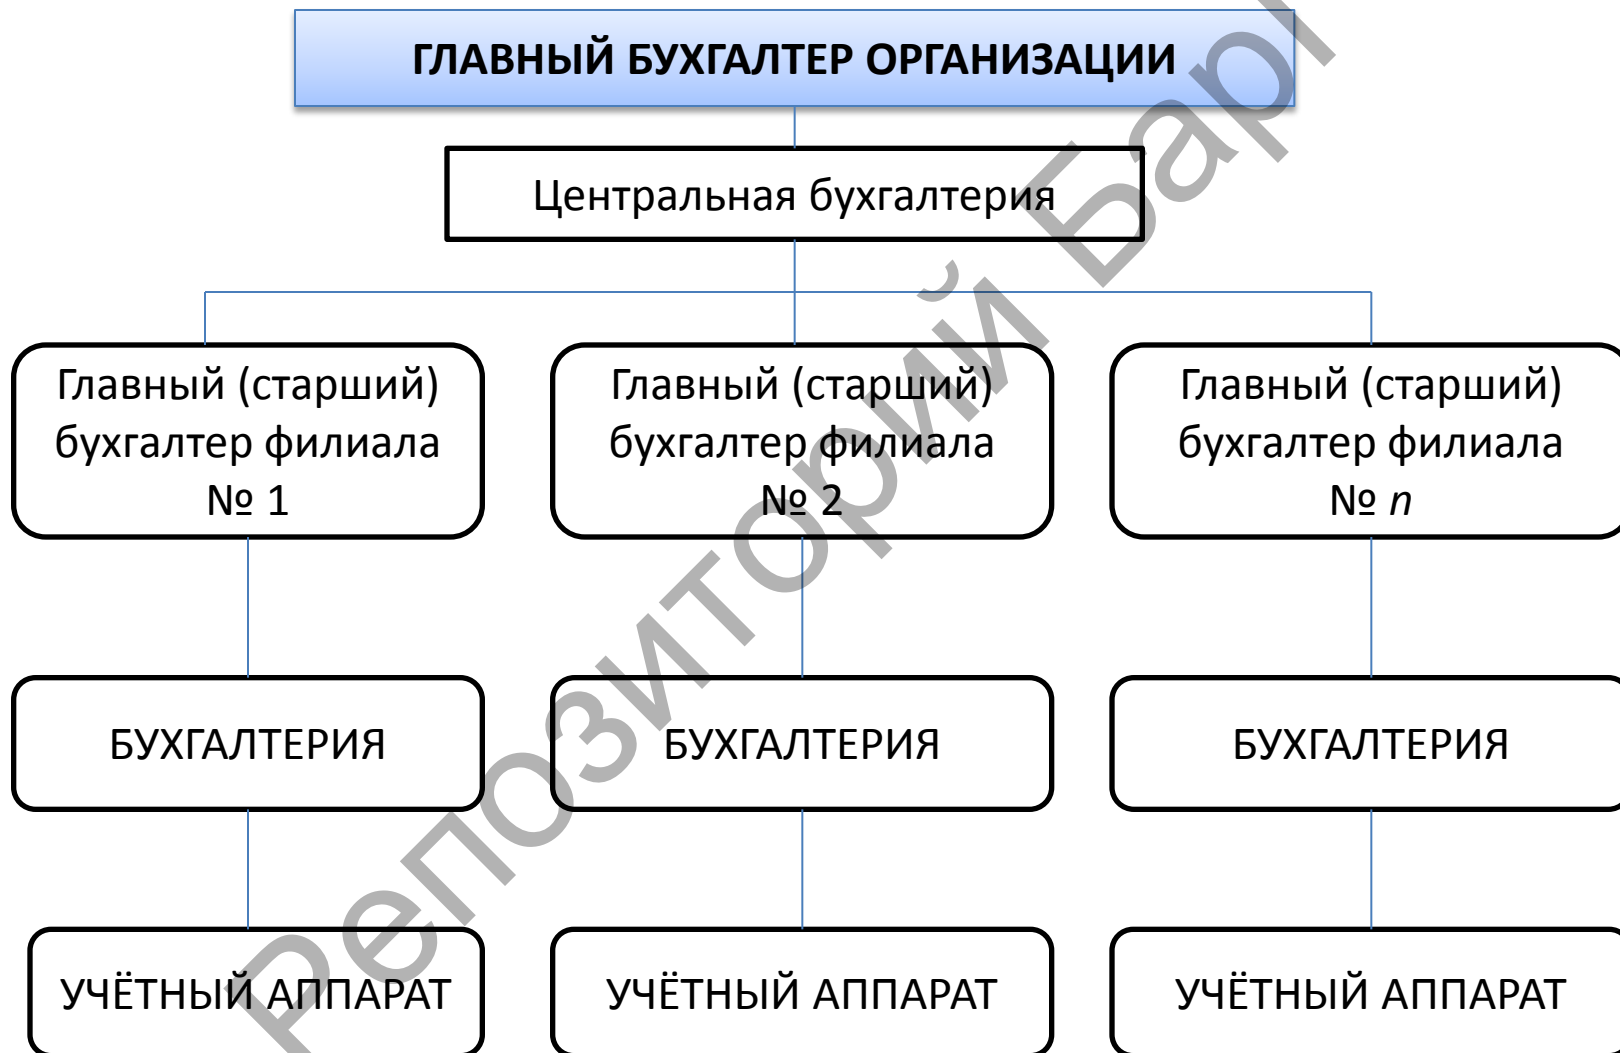 ГЛАВНЫЙ БУХГАЛТЕР ОРГАНИЗАЦИИ
Центральная бухгалтерия
Главный (старший)
бухгалтер филиала
№ 1
Главный (старший)
бухгалтер филиала
№ 2
Главный (старший)
бухгалтер филиала
№ n
БУХГАЛТЕРИЯ
БУХГАЛТЕРИЯ
БУХГАЛТЕРИЯ
УЧЁТНЫЙ АППАРАТ
УЧЁТНЫЙ АППАРАТ
УЧЁТНЫЙ АППАРАТ
Репозиторий